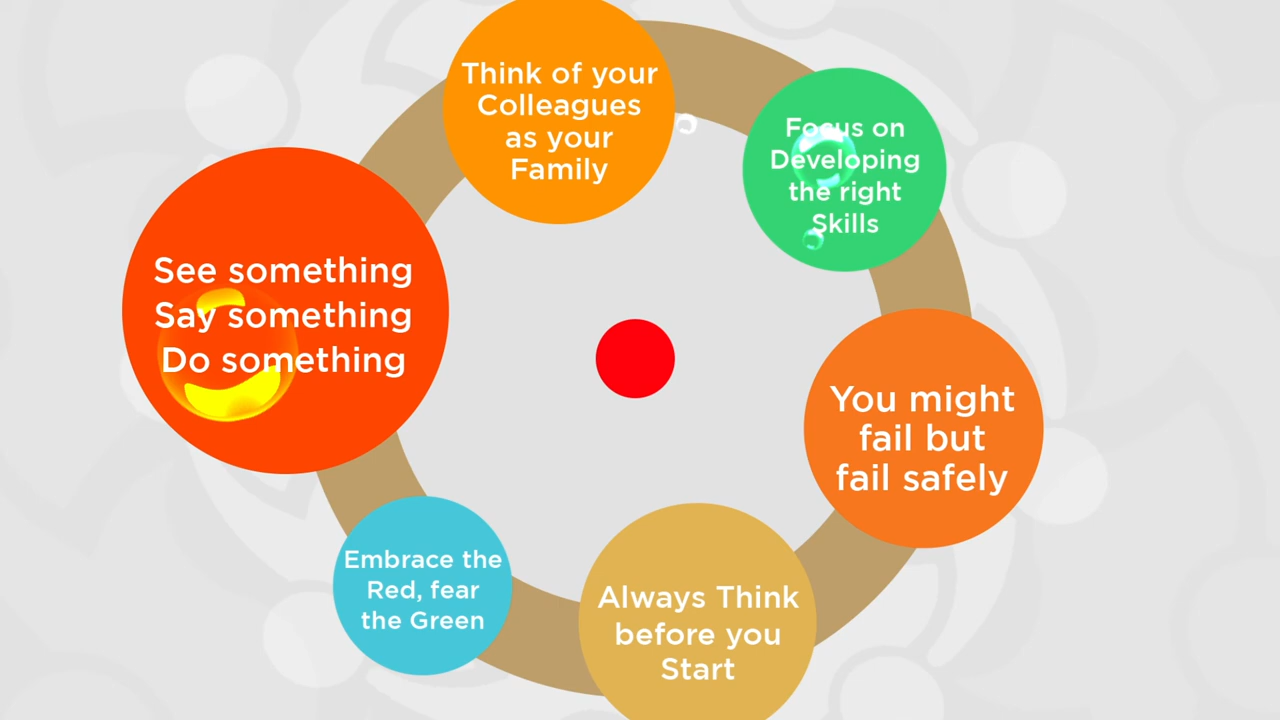 Think of your
Colleagues
as your
Family
Focus on
Developing
the right
Skills
See something
Say something
Do something
You might
fail but
fail safely
Embrace the
Red, fear
the Green
Always Think
before you
Start